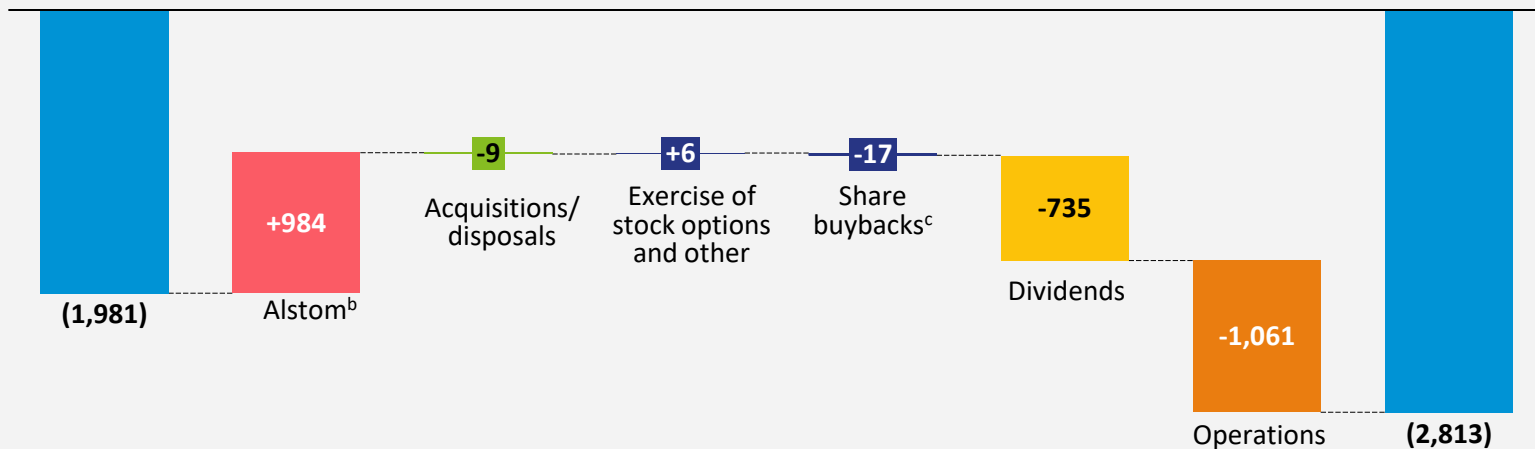 (1,981)
+984
Alstomᵇ
-9
Acquisitions/
disposals
+6
Exercise of
stock options
and other
-17
Share
buybacksᶜ
-735
Dividends
-1,061
Operations
(2,813)